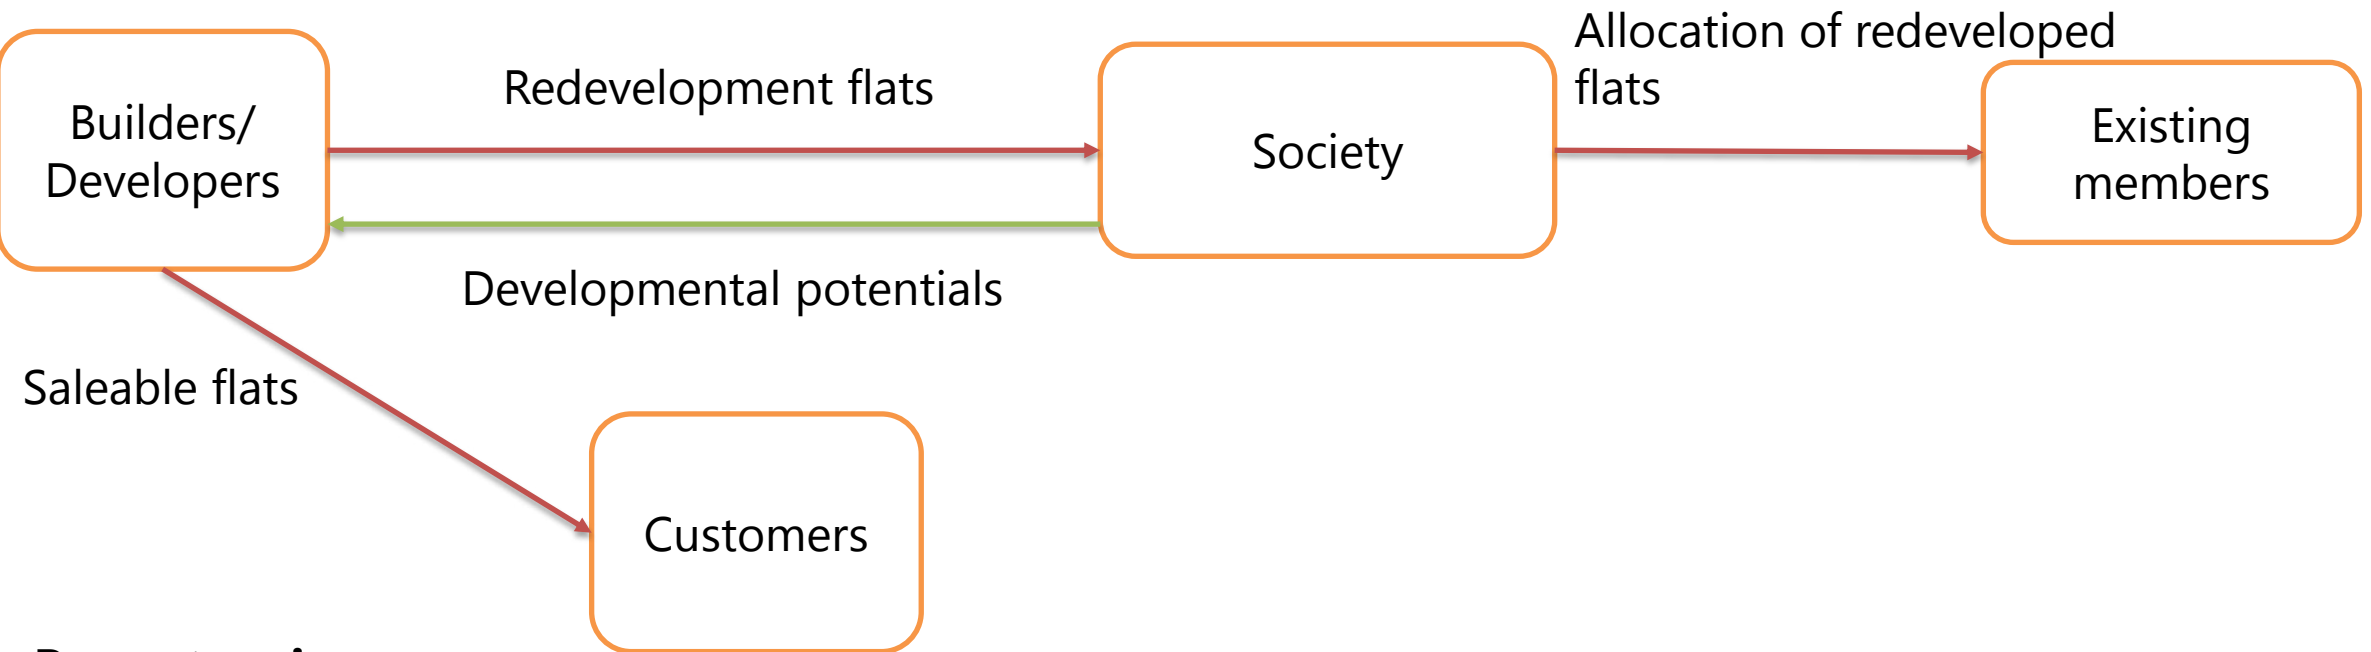 Builders/
Developers
Redevelopment flats
Society
Allocation of redeveloped
flats
Existing
members
Developmental potentials
Saleable flats
Customers